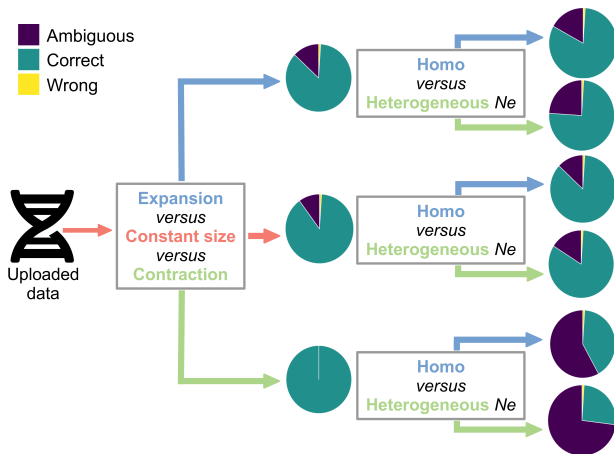 Ambiguous
Correct
Wrong
Homo
versus
Heterogeneous Ne
Expansion
versus
Constant size
versus
Contraction
Uploaded
data
Homo
versus
Heterogeneous Ne
Homo
versus
Heterogeneous Ne